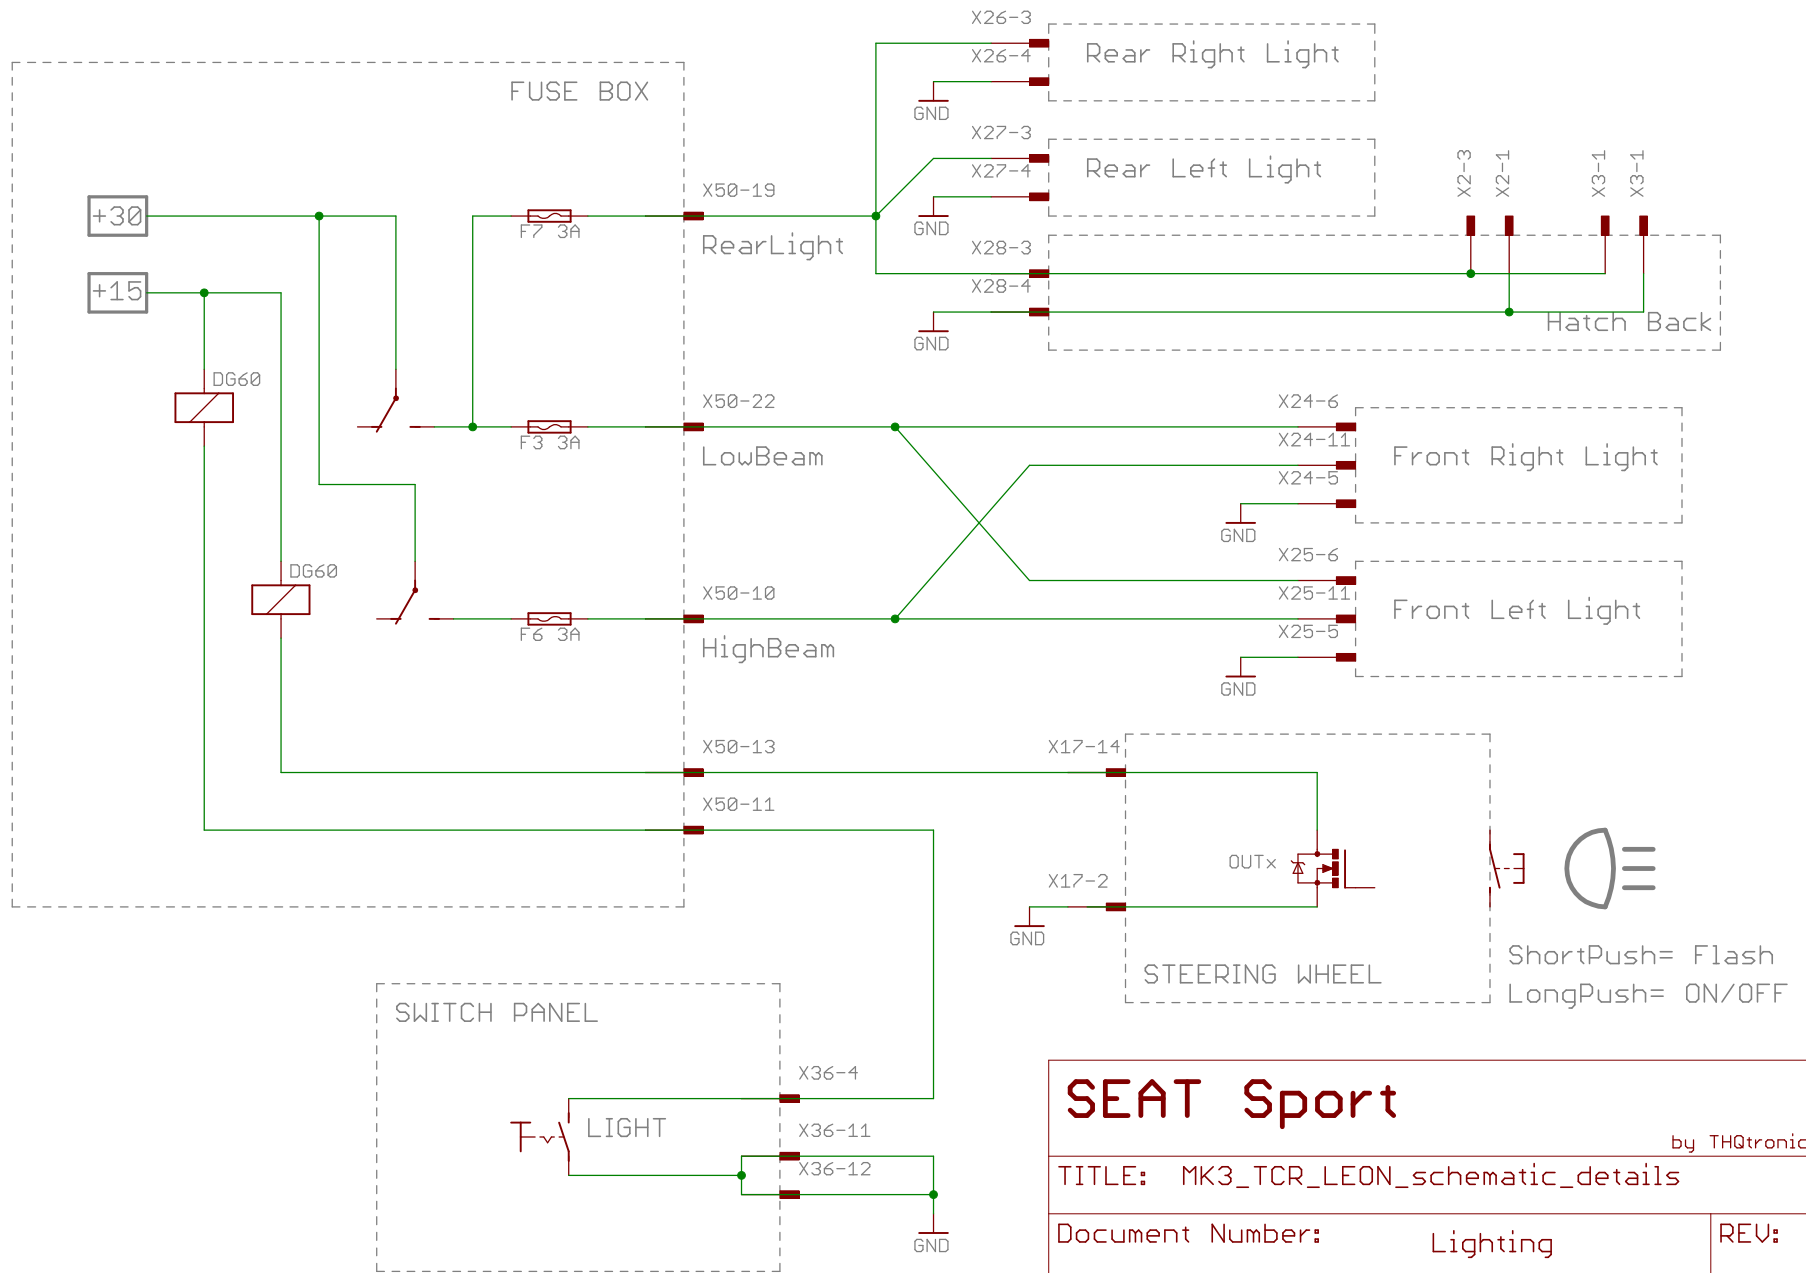 X26-3
X26-4
Rear Right Light
GND
FUSE BOX
X27-3
X27-4
Rear Left Light
GND
X2-3
X2-1
X3-1
X3-1
+30
+15
F7 3A
X50-19
RearLight
X28-3
X28-4
GND
Hatch Back
DG60
F3 3A
X50-22
LowBeam
X24-6
X24-11
X24-5
Front Right Light
GND
DG60
F6 3A
X50-10
HighBeam
X25-6
X25-11
X25-5
Front Left Light
GND
X50-13
X17-14
X50-11
OUTx
X17-2
GND
STEERING WHEEL
ShortPush= Flash
LongPush= ON/OFF
SWITCH PANEL
X36-4
LIGHT
X36-11
X36-12
GND
SEAT Sport
by THQtronic
TITLE: MK3_TCR_LEON_schematic_details
Document Number:
Lighting
REV: